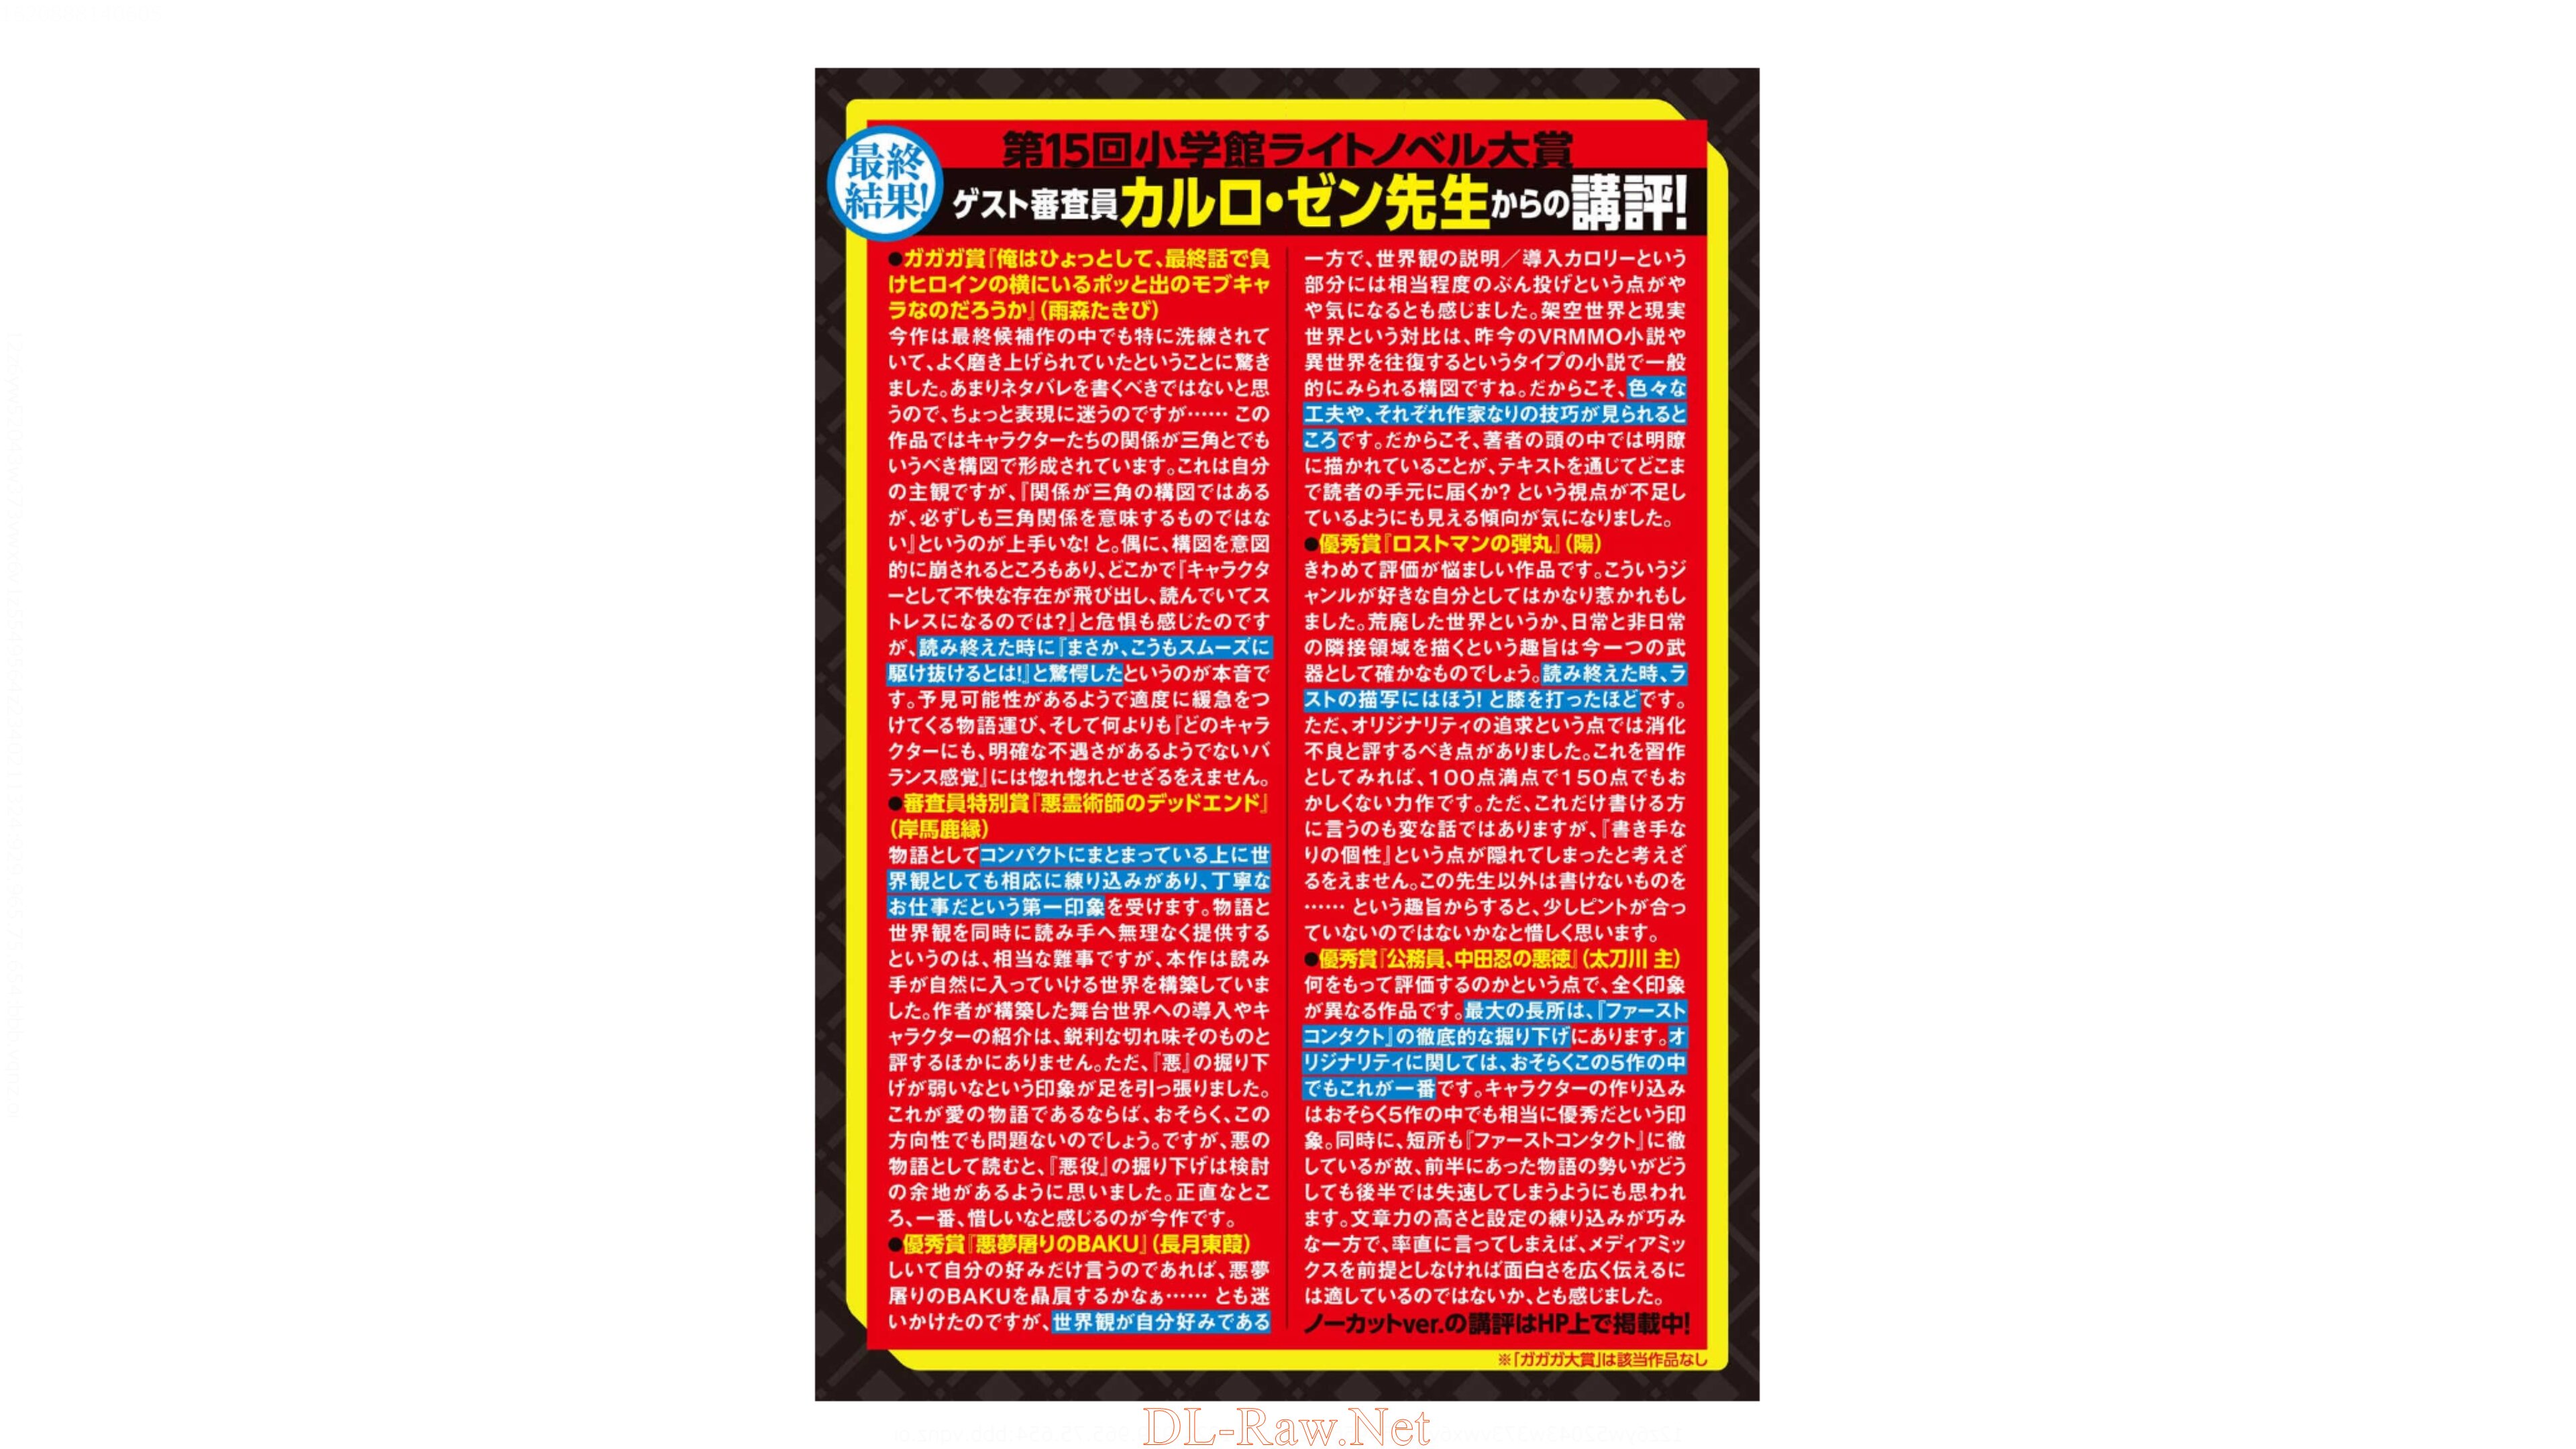 最終
結果!
第15回小学館ライトノベル大賞
ゲスト審査員カルロ・ゼン先生からの講評!
●ガガガ賞『俺はひょっとして、最終話で負
けヒロインの横にいるポッと出のモブキャ
ラなのだろうか』(雨森たきび)
今作は最終候補作の中でも特に洗練されて
いて、よく磨き上げられていたということに驚き
ました。あまりネタバレを書くべきではないと思
うので、ちょっと表現に迷うのですが…… この
作品ではキャラクターたちの関係が三角とでも
いうべき構図で形成されています。これは自分
の主観ですが、『関係が三角の構図ではある
が、必ずしも三角関係を意味するものではな
い』というのが上手いな! と。偶に、構図を意図
的に崩されるところもあり、どこかで『キャラクタ
ーとして不快な存在が飛び出し、読んでいてス
トレスになるのでは?』と危惧も感じたのです
が、読み終えた時に『まさか、こうもスムーズに
駆け抜けるとは!』と驚愕したというのが本音で
す。予見可能性があるようで適度に緩急をつ
けてくる物語運び、そして何よりも『どのキャラ
クターにも、明確な不遇さがあるようでないバ
ランス感覚』には惚れ惚れとせざるをえません。
●審査員特別賞『悪霊術師のデッドエンド』
(岸馬鹿縁)
物語としてコンパクトにまとまっている上に世
界観としても相応に練り込みがあり、丁寧な
お仕事だという第一印象を受けます。物語と
世界観を同時に読み手へ無理なく提供する
というのは、相当な難事ですが、本作は読み
手が自然に入っていける世界を構築していま
した。作者が構築した舞台世界への導入やキ
ャラクターの紹介は、鋭利な切れ味そのものと
評するほかにありません。ただ、『悪』の掘り下
げが弱いなという印象が足を引っ張りました。
これが愛の物語であるならば、おそらく、この
方向性でも問題ないのでしょう。ですが、悪の
物語として読むと、『悪役』の掘り下げは検討
の余地があるように思いました。正直なとこ
ろ、一番、惜しいなと感じるのが今作です。
●優秀賞『悪夢屠りのBAKU』(長月東葭)
しいて自分の好みだけ言うのであれば、悪夢
屠りのBAKUを贔屓するかなぁ…… とも迷
いかけたのですが、世界観が自分好みである
一方で、世界観の説明／導入カロリーという
部分には相当程度のぶん投げという点がや
や気になるとも感じました。架空世界と現実
世界という対比は、昨今のVRMMO小説や
異世界を往復するというタイプの小説で一般
的にみられる構図ですね。だからこそ、色々な
工夫や、それぞれ作家なりの技巧が見られると
ころです。だからこそ、著者の頭の中では明瞭
に描かれていることが、テキストを通じてどこま
で読者の手元に届くか? という視点が不足し
ているようにも見える傾向が気になりました。
●優秀賞『ロストマンの弾丸』(陽)
きわめて評価が悩ましい作品です。こういうジ
ャンルが好きな自分としてはかなり惹かれもし
ました。荒廃した世界というか、日常と非日常
の隣接領域を描くという趣旨は今一つの武
器として確かなものでしょう。読み終えた時、ラ
ストの描写にはほう! と膝を打ったほどです。
ただ、オリジナリティの追求という点では消化
不良と評するべき点がありました。これを習作
としてみれば、100点満点で150点でもお
かしくない力作です。ただ、これだけ書ける方
に言うのも変な話ではありますが、『書き手な
りの個性』という点が隠れてしまったと考えざ
るをえません。この先生以外は書けないものを
…… という趣旨からすると、少しピントが合っ
ていないのではないかなと惜しく思います。
●優秀賞『公務員、中田忍の悪徳』(太刀川 主)
何をもって評価するのかという点で、全く印象
が異なる作品です。最大の長所は、『ファースト
コンタクト』の徹底的な掘り下げにあります。オ
リジナリティに関しては、おそらくこの5作の中
でもこれが一番です。キャラクターの作り込み
はおそらく5作の中でも相当に優秀だという印
象。同時に、短所も『ファーストコンタクト』に徹
しているが故、前半にあった物語の勢いがどう
しても後半では失速してしまうようにも思われ
ます。文章力の高さと設定の練り込みが巧み
な一方で、率直に言ってしまえば、メディアミッ
クスを前提としなければ面白さを広く伝えるに
は適しているのではないか、とも感じました。
ノーカットver.の講評はHP上で掲載中!
※「ガガガ大賞」は該当作品なし
DL-Raw.Net